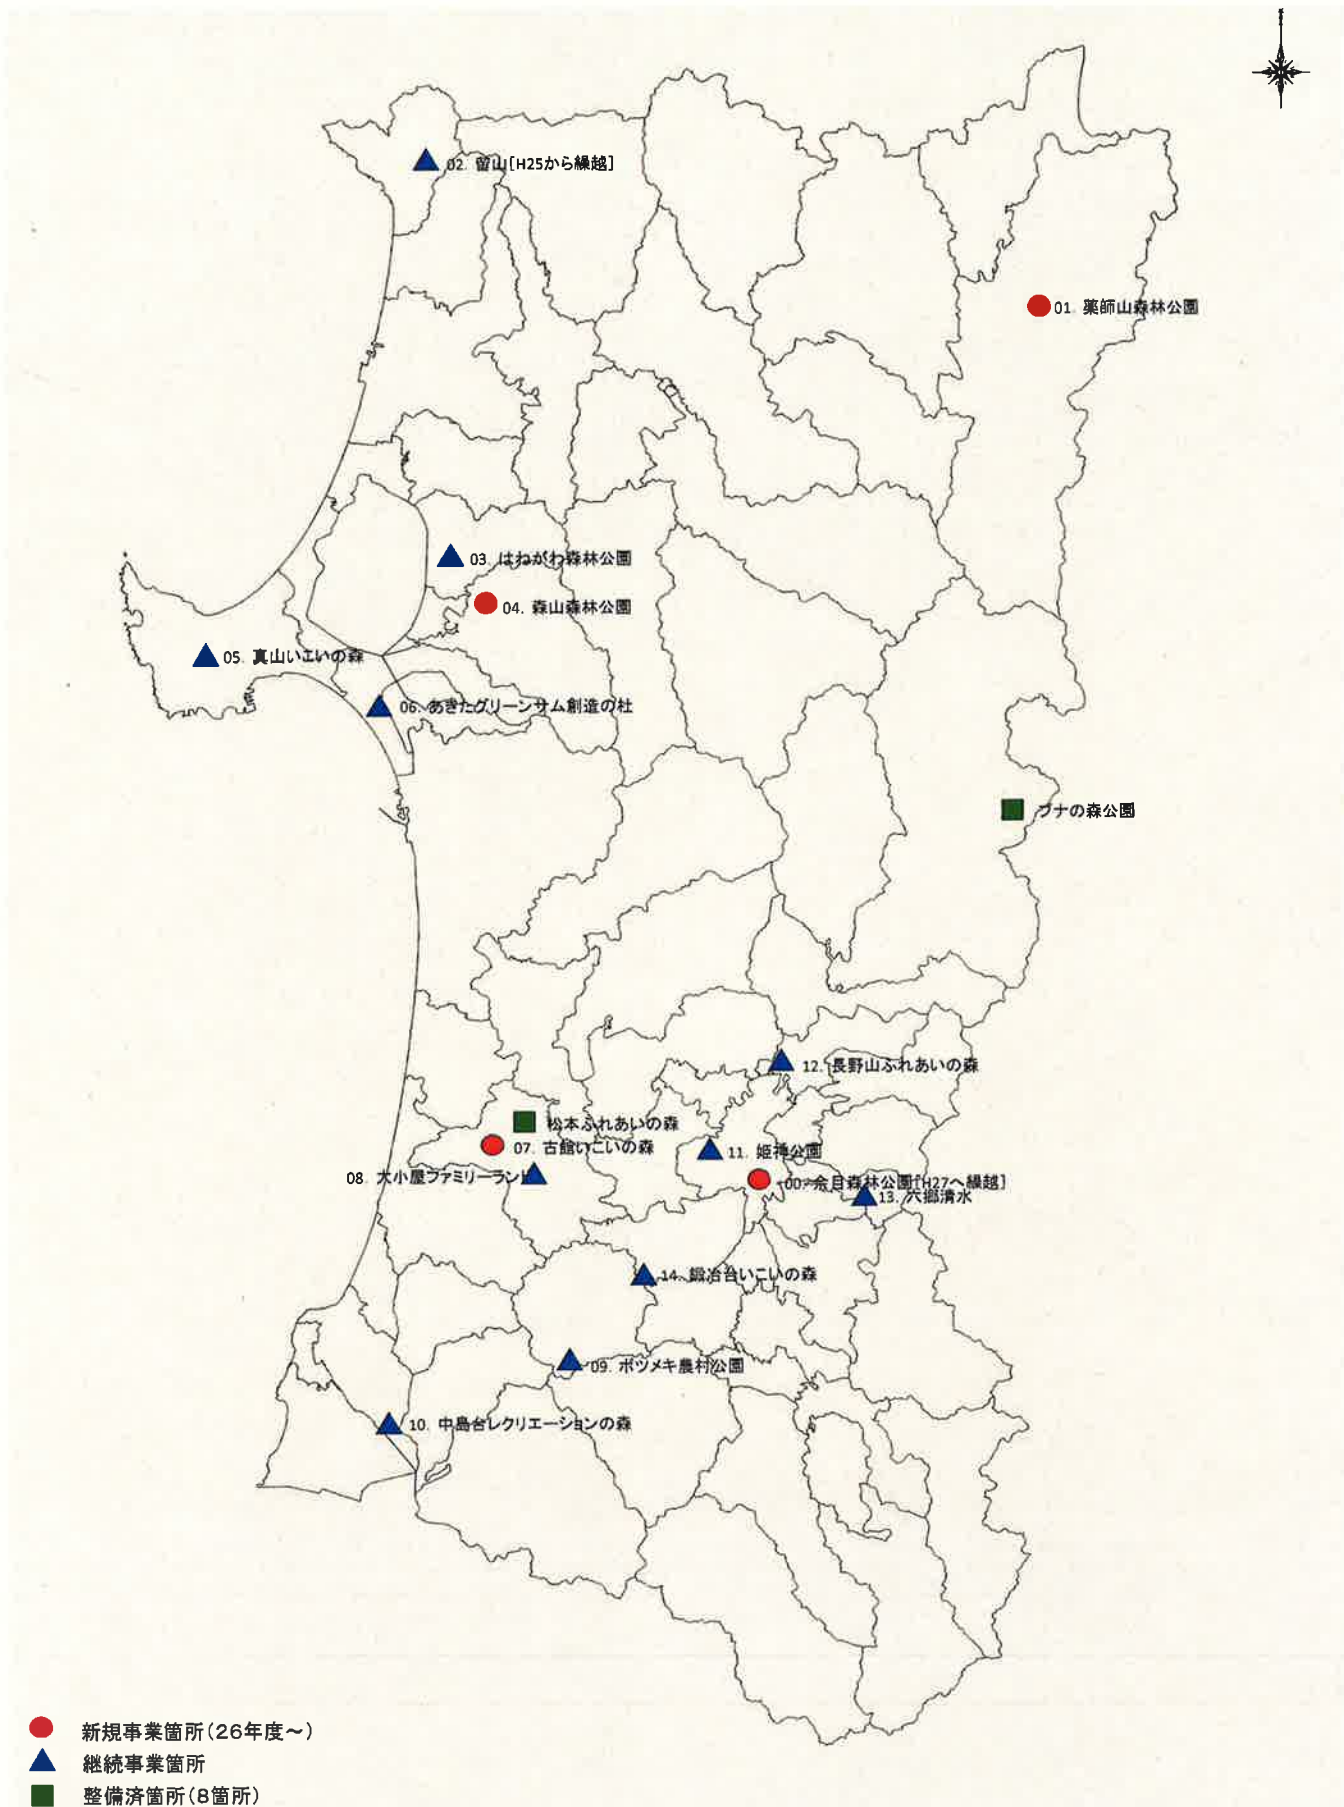 02. 留山[H25から繰越]
01. 薬師山森林公園
03. はねがわ森林公園
04. 森山森林公園
05. 真山いこいの森
06. あきたグリーンサム創造の杜
ブナの森公園
12. 長野山ふれあいの森
松本ふれあいの森
07. 古館いこいの森
11. 姫神公園
08. 大小屋ファミリーランド
00. 余目森林公園[H27へ繰越]
13. 六郷清水
14. 鍛冶台いこいの森
09. ボツメキ農村公園
10. 中島台レクリエーションの森
新規事業箇所(26年度～)
継続事業箇所
整備済箇所(8箇所)